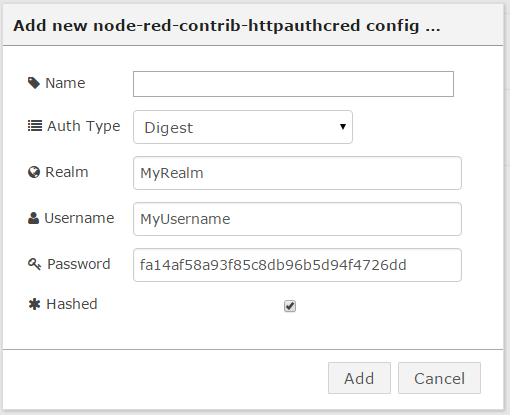 Add new node-red-contrib-httpauthcred config ...
Name
Auth Type Digest
Realm MyRealm
Username MyUsername
Password fa14af58a93f85c8db96b5d94f4726dd
Hashed
Add Cancel